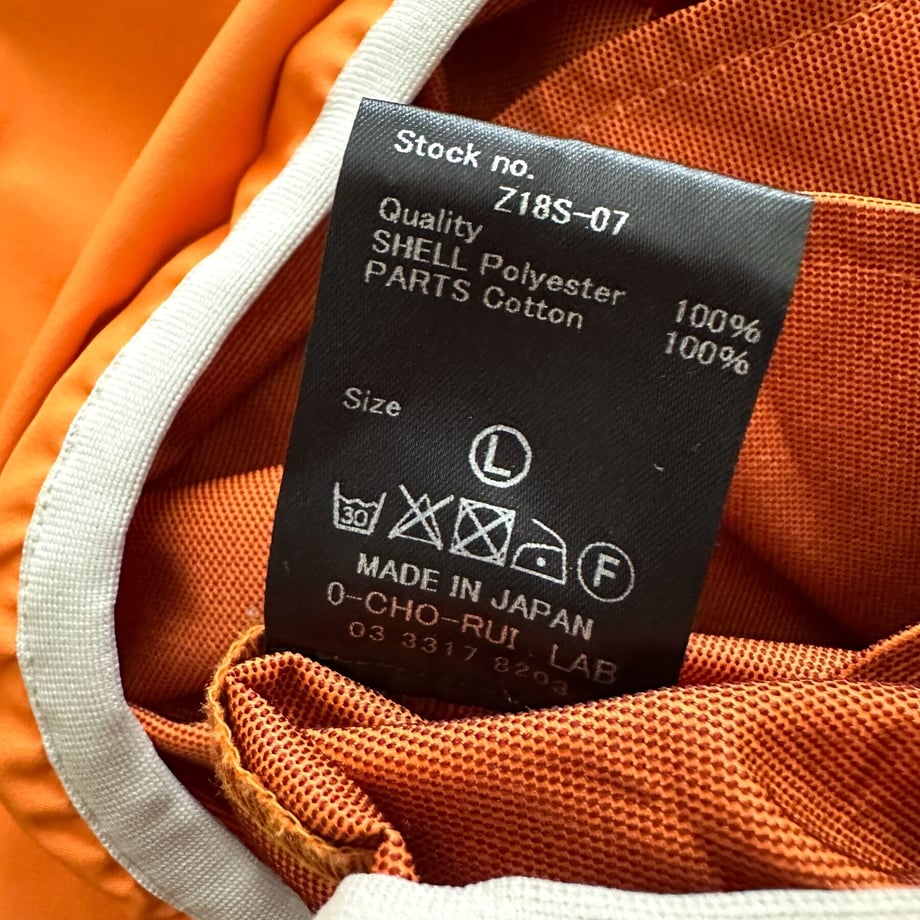 Stock no.
Z18S-07
Quality
SHELL Polyester 100%
PARTS Cotton 100%
Size
L
30 F
MADE IN JAPAN
0-CHO-RUI. LAB
03 3317 8203